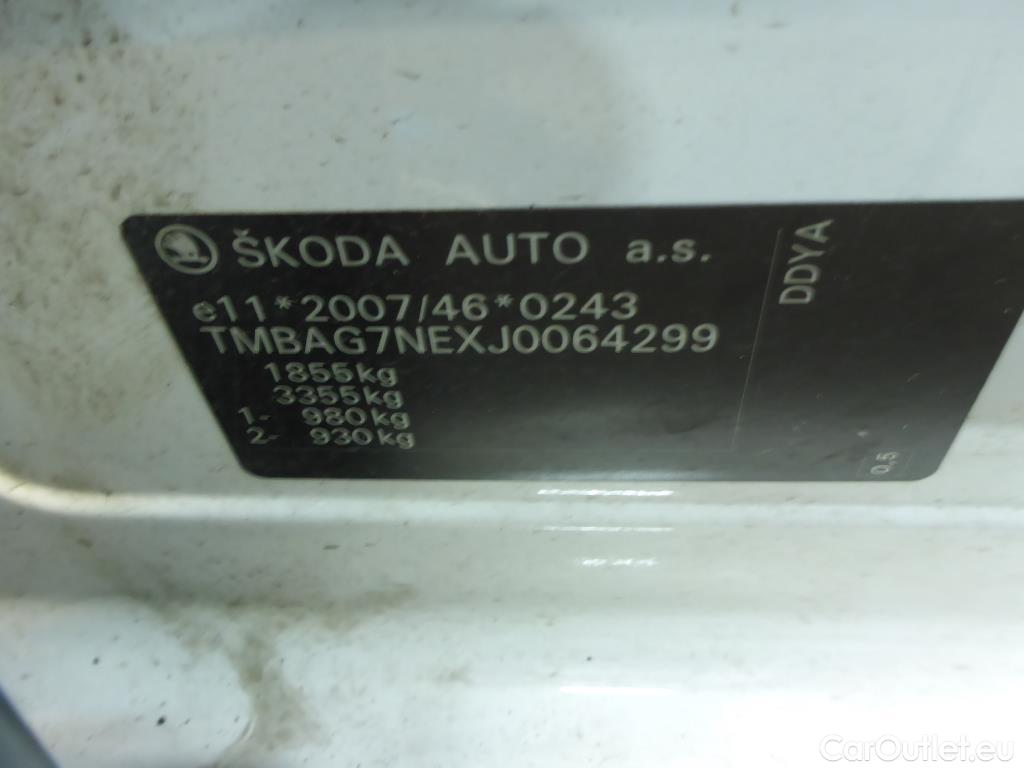 ŠKODA AUTO a.s.
e11*2007/46*0243
TMBAG7NEXJ0064299
1855kg
3355kg
1- 980kg
2- 930kg
DDYA
0,5
CarOutlet.eu